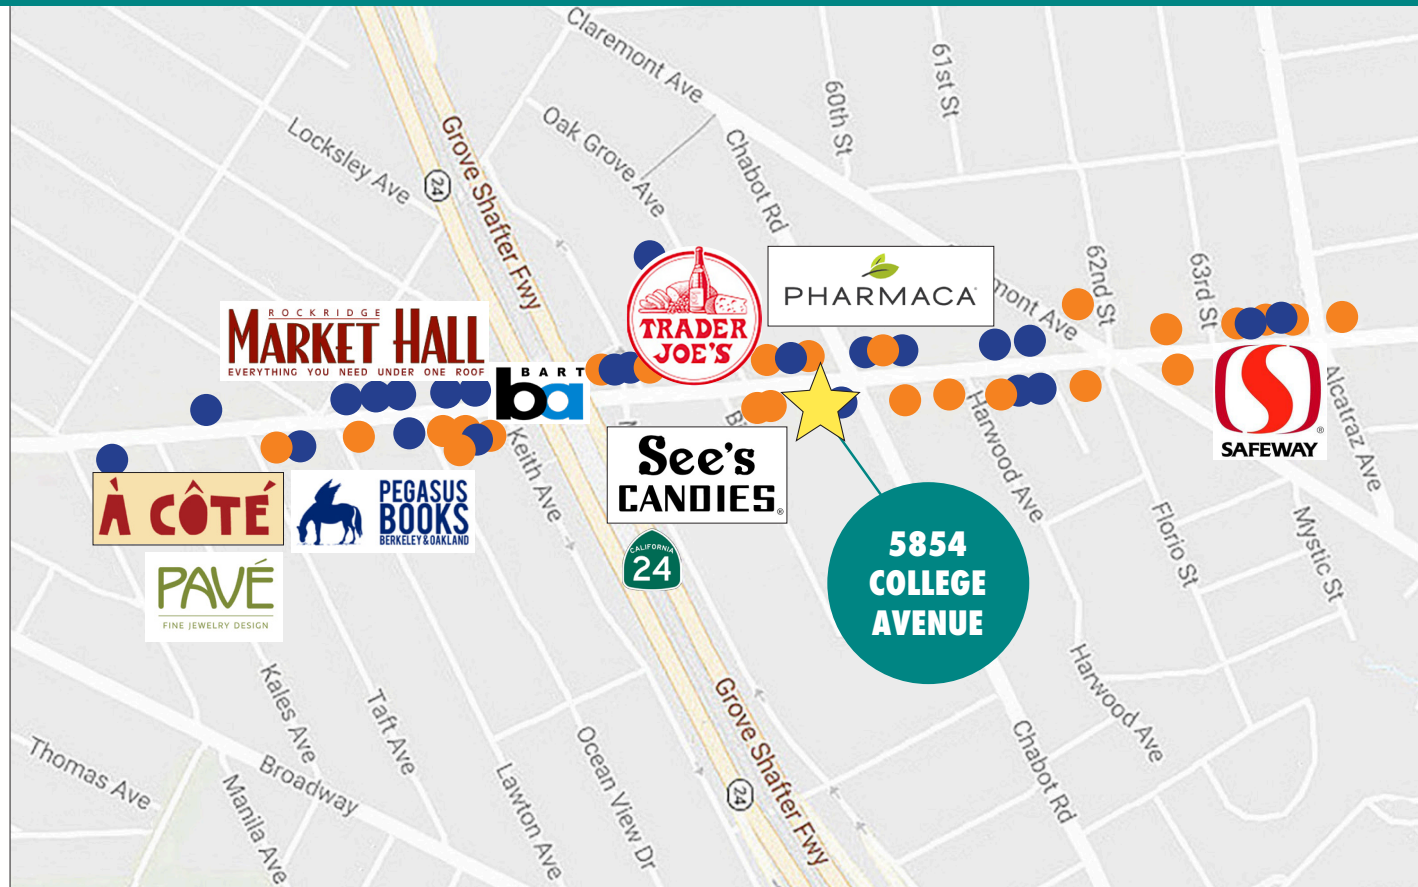 Claremont Ave
61st St
60th St
Locksley Ave
Grove Shafter Fwy
24
Oak Grove Ave
Chabot Rd
PHARMACA
mont Ave
62nd St
63rd St
TRADER
JOE'S
ROCKRIDGE
MARKET HALL
EVERYTHING YOU NEED UNDER ONE ROOF
BART
ba
See's
CANDIES®
SAFEWAY
®
Alcatraz Ave
Keith Ave
Harwood Ave
À CÔTÉ
PEGASUS
BOOKS
BERKELEY & OAKLAND
PAVÉ
FINE JEWELRY DESIGN
CALIFORNIA
24
5854
COLLEGE
AVENUE
Florio St
Mystic St
Harwood Ave
Chabot Rd
Grove Shafter Fwy
24
Kales Ave
Taft Ave
Thomas Ave
Broadway
Manila Ave
Lawton Ave
Ocean View Dr